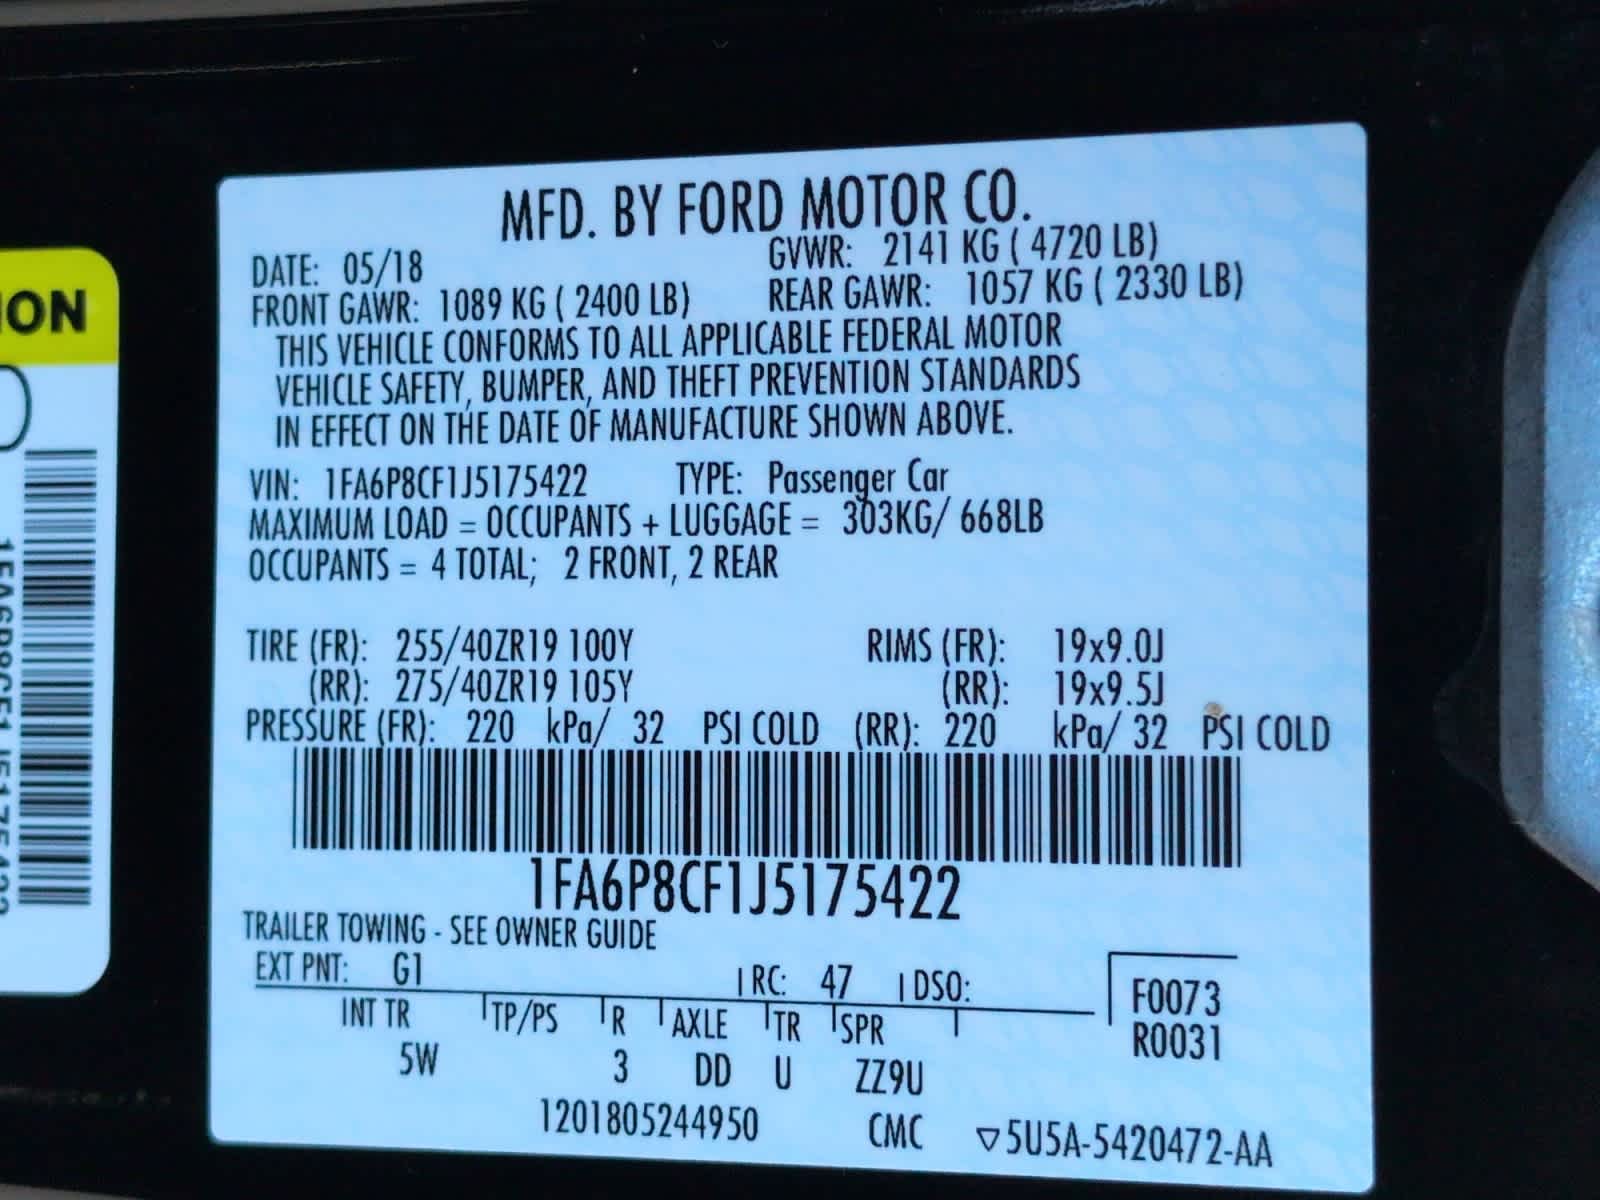 MFD. BY FORD MOTOR CO.
DATE: 05/18 GVWR: 2141 KG ( 4720 LB)
FRONT GAWR: 1089 KG ( 2400 LB) REAR GAWR: 1057 KG ( 2330 LB)
THIS VEHICLE CONFORMS TO ALL APPLICABLE FEDERAL MOTOR
VEHICLE SAFETY, BUMPER, AND THEFT PREVENTION STANDARDS
IN EFFECT ON THE DATE OF MANUFACTURE SHOWN ABOVE.
VIN: 1FA6P8CF1J5175422 TYPE: Passenger Car
MAXIMUM LOAD = OCCUPANTS + LUGGAGE = 303KG/ 668LB
OCCUPANTS = 4 TOTAL; 2 FRONT, 2 REAR
TIRE (FR): 255/40ZR19 100Y RIMS (FR): 19x9.0J
(RR): 275/40ZR19 105Y (RR): 19x9.5J
PRESSURE (FR): 220 kPa/ 32 PSI COLD (RR): 220 kPa/ 32 PSI COLD
1FA6P8CF1J5175422
TRAILER TOWING - SEE OWNER GUIDE
EXT PNT: G1 RC: 47 DSO: F0073
INT TR TP/PS R AXLE TR SPR R0031
5W 3 DD U ZZ9U
1201805244950 CMC ▽5U5A-5420472-AA
ION
1FA6P8CF1J5175422